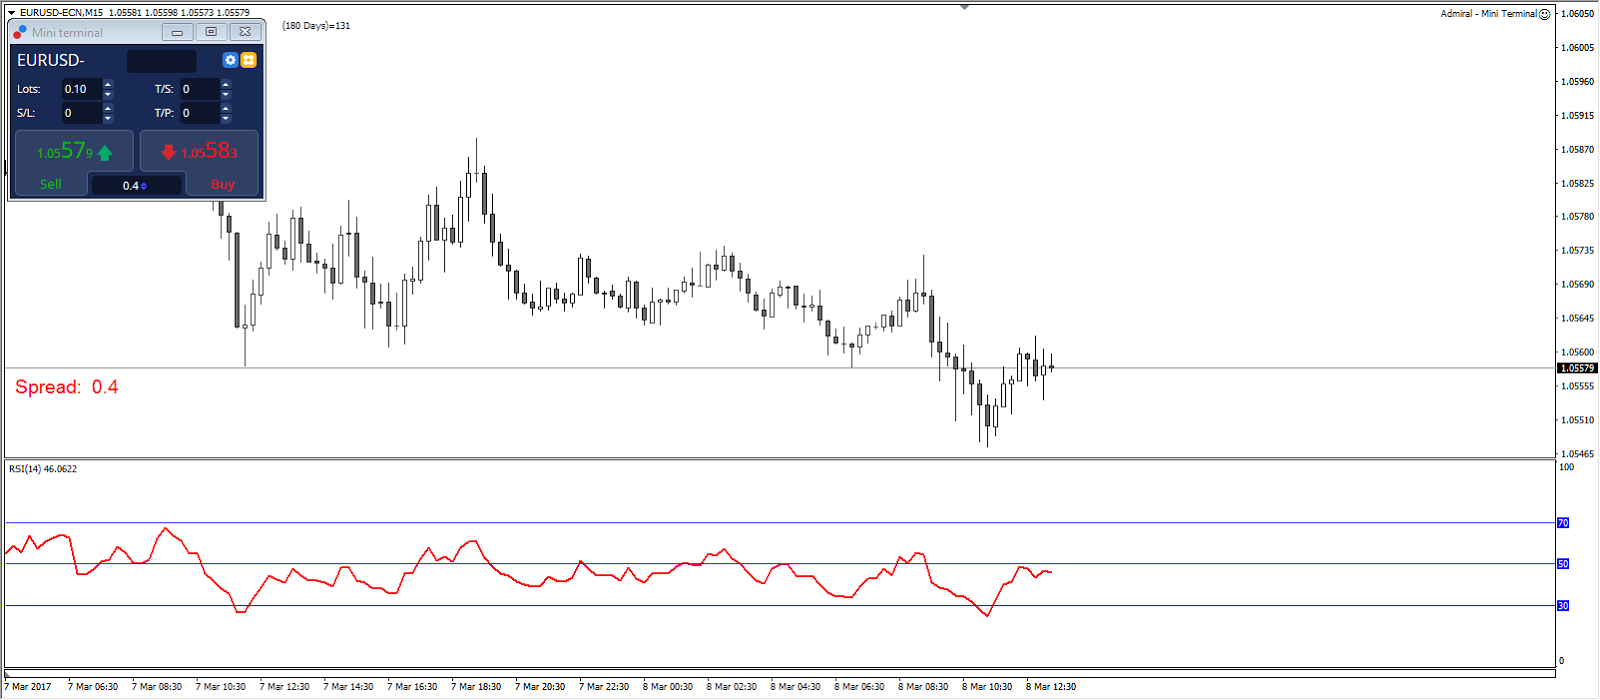 EURUSD-ECN,M15 1.05581 1.05598 1.05573 1.05579
Admiral - Mini Terminal
Mini terminal
(180 Days)=131
EURUSD-
Lots: 0.10 T/S: 0
S/L: 0 T/P: 0
1.05579 1.05583
Sell 0.4 Buy
Spread: 0.4
1.06050
1.06005
1.05960
1.05915
1.05870
1.05825
1.05780
1.05735
1.05690
1.05645
1.05600
1.05579
1.05555
1.05510
1.05465
RSI(14) 46.0622
100
70
50
30
0
7 Mar 2017 7 Mar 06:30 7 Mar 08:30 7 Mar 10:30 7 Mar 12:30 7 Mar 14:30 7 Mar 16:30 7 Mar 18:30 7 Mar 20:30 7 Mar 22:30 8 Mar 00:30 8 Mar 02:30 8 Mar 04:30 8 Mar 06:30 8 Mar 08:30 8 Mar 10:30 8 Mar 12:30